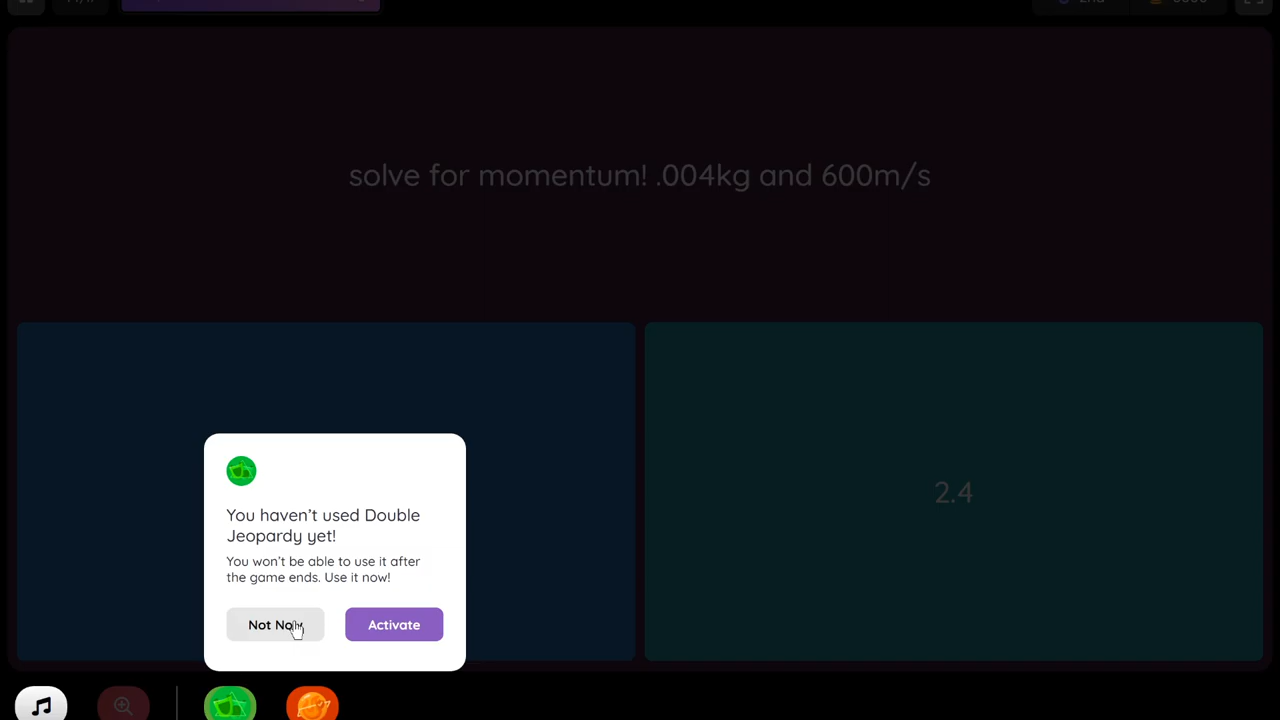 solve for momentum! .004kg and 600m/s
2.4
You haven't used Double
Jeopardy yet!
You won't be able to use it after
the game ends. Use it now!
Not Now
Activate